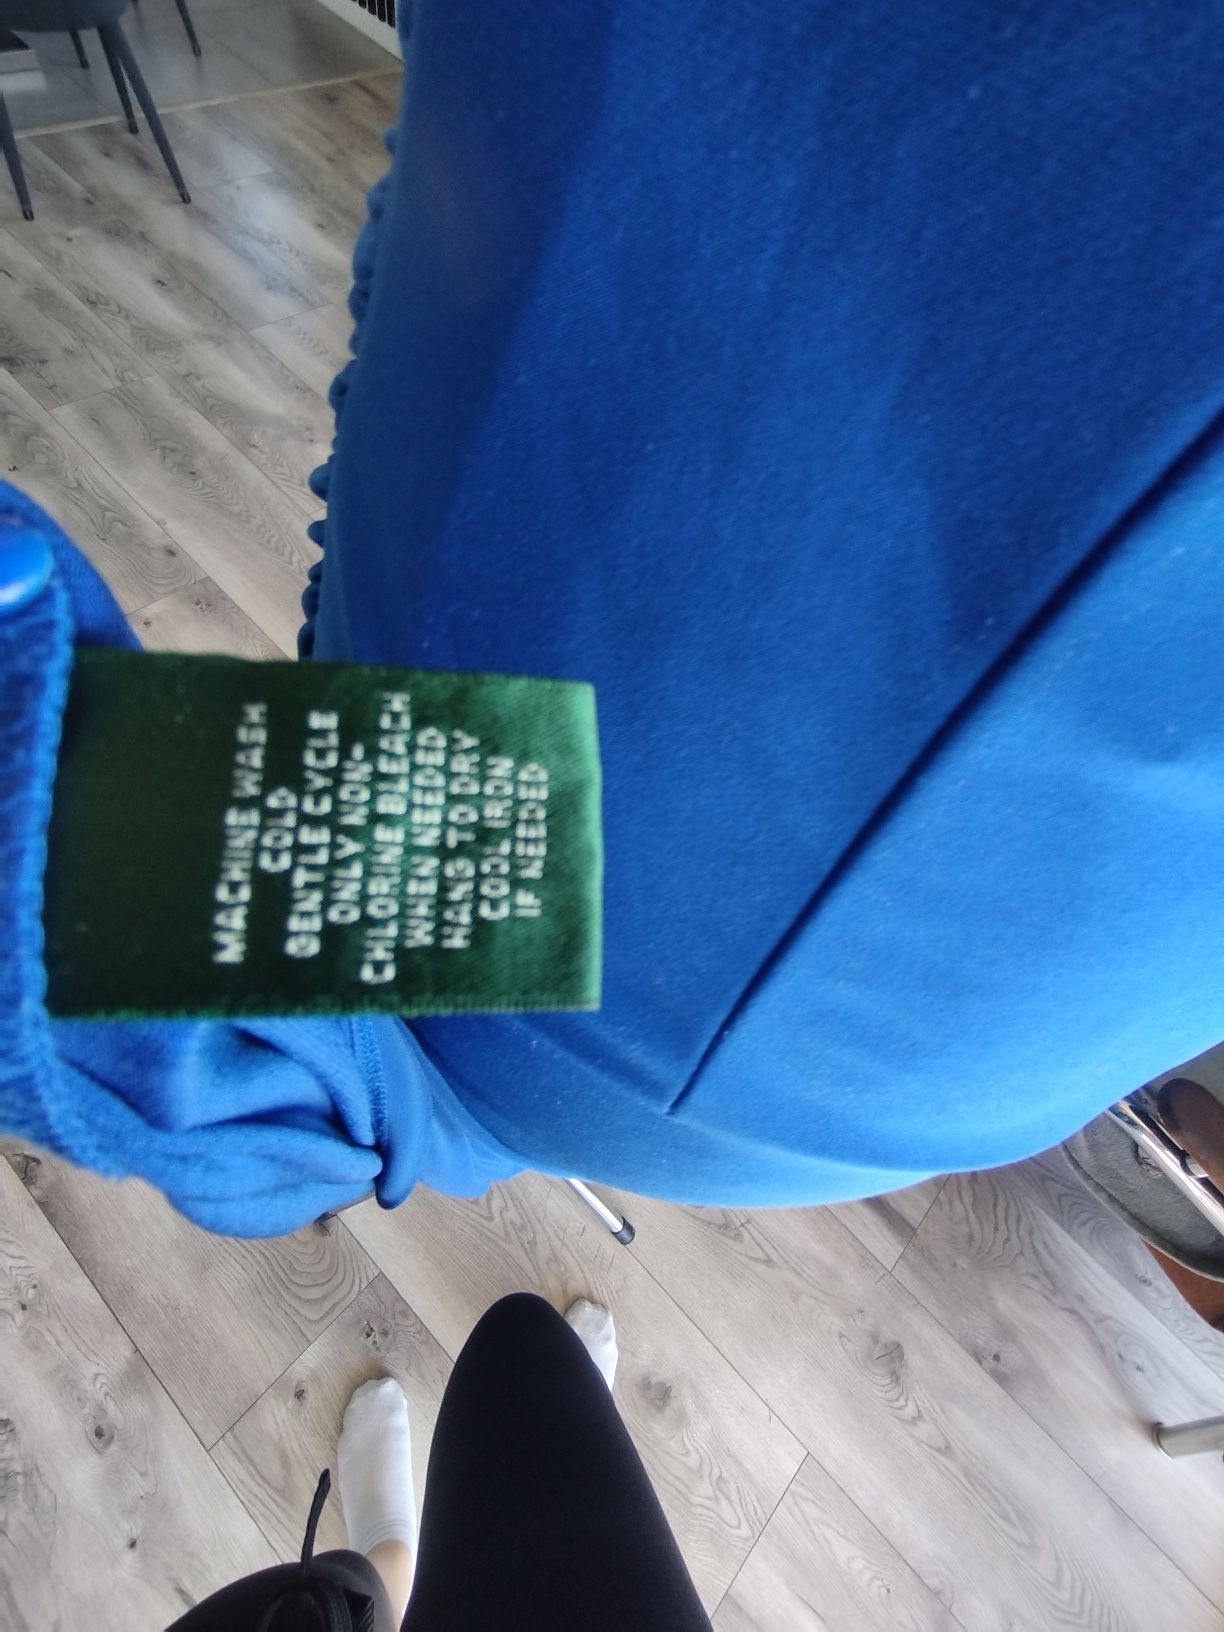 MACHINE WASH
COLD
GENTLE CYCLE
ONLY NON-
CHLORINE BLEACH
WHEN NEEDED
HANG TO DRY
COOL IRON
IF NEEDED